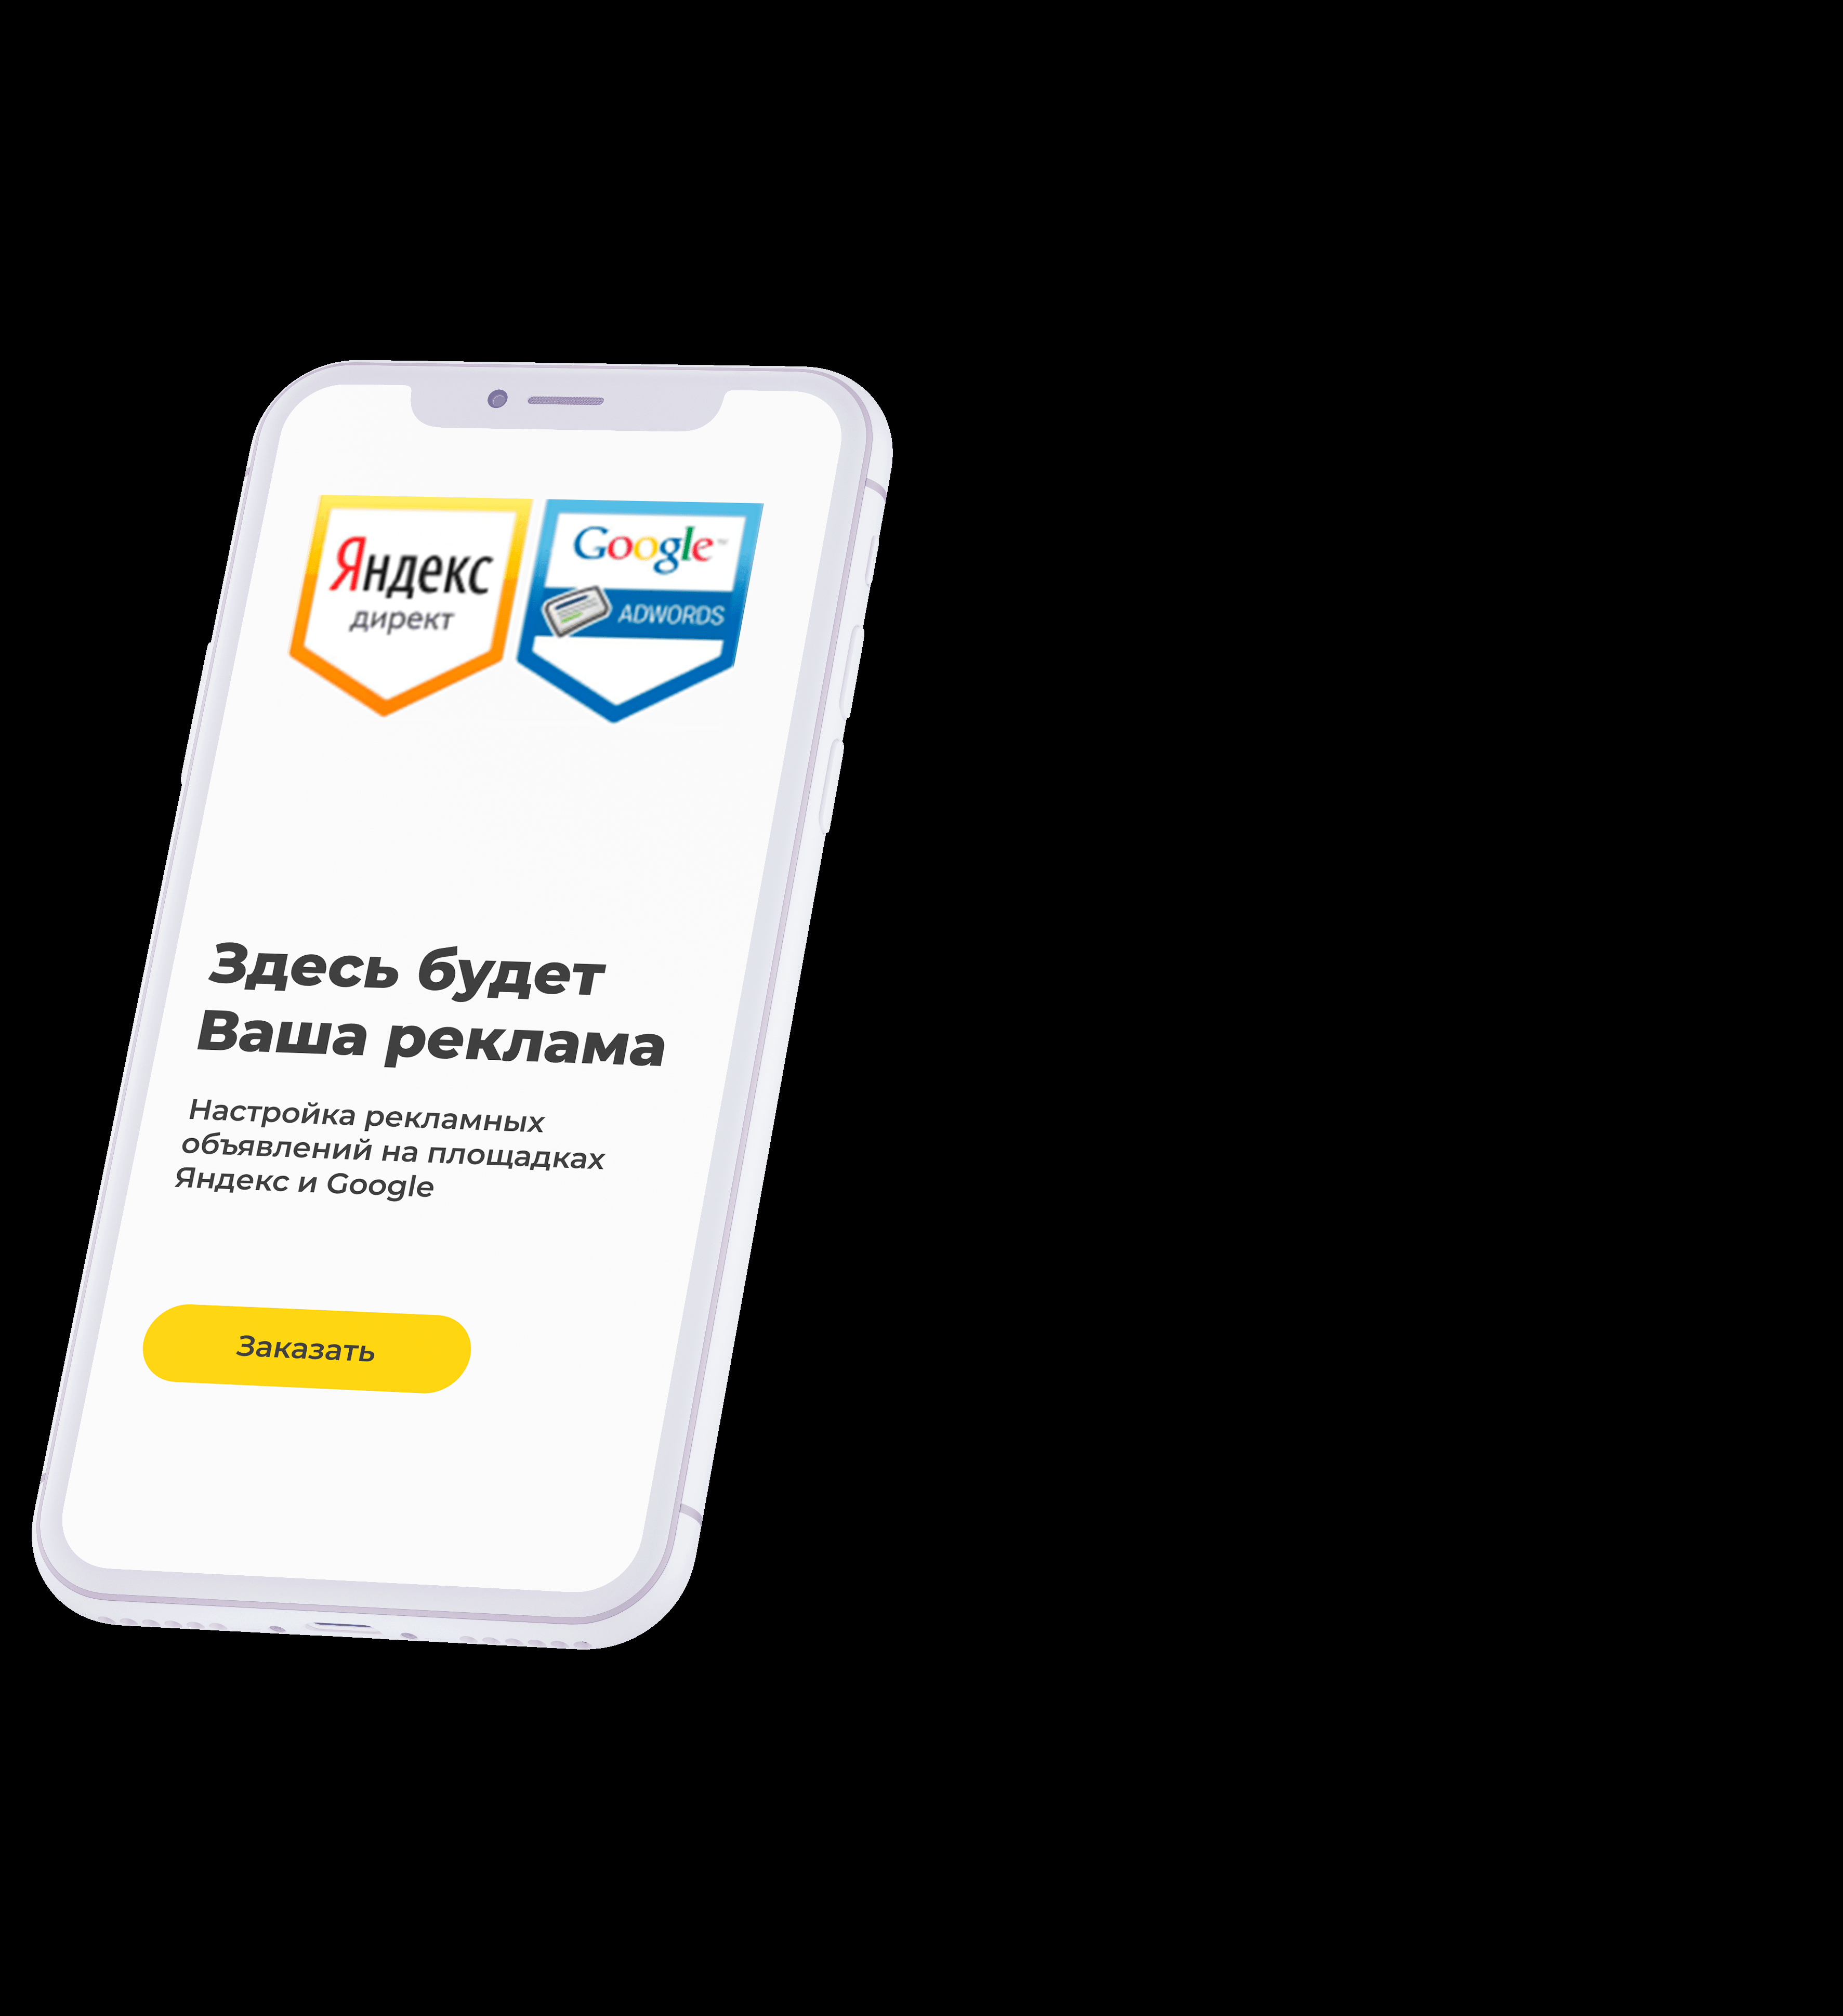 Яндекс
директ
Google™
ADWORDS
Здесь будет
Ваша реклама
Настройка рекламных
объявлений на площадках
Яндекс и Google
Заказать